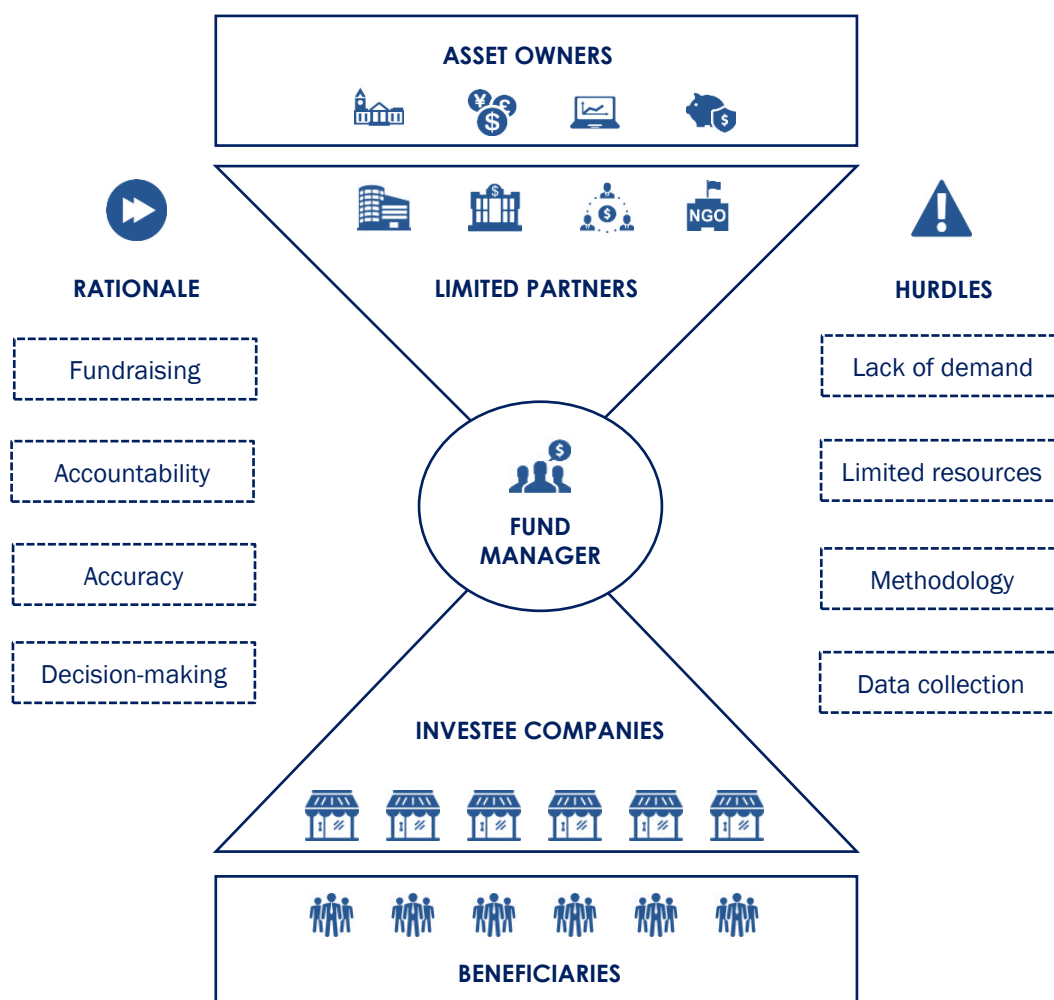 ASSET OWNERS
¥
£
$
$
$
$
NGO
RATIONALE
LIMITED PARTNERS
HURDLES
Fundraising
Lack of demand
Accountability
Limited resources
$
FUND
MANAGER
Accuracy
Methodology
Decision-making
Data collection
INVESTEE COMPANIES
BENEFICIARIES